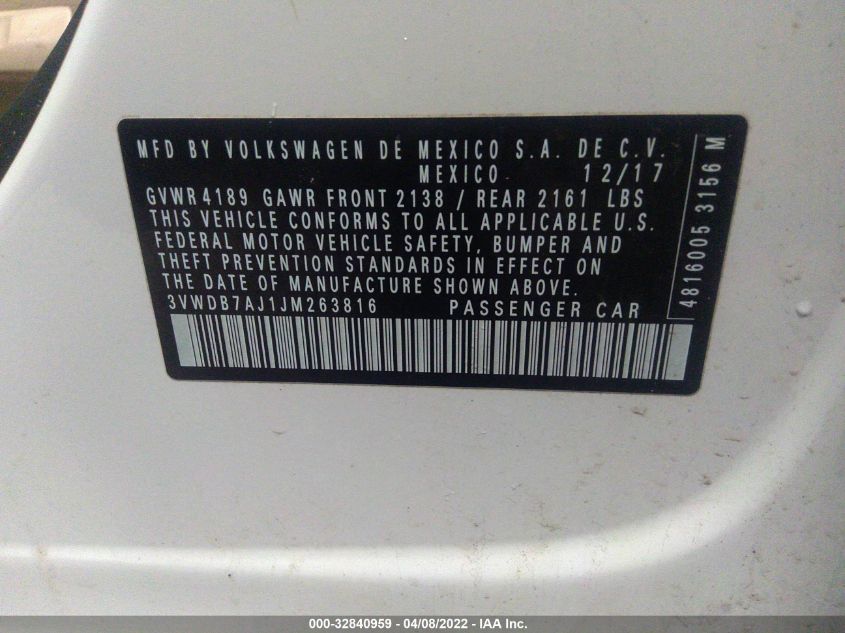 MFD BY VOLKSWAGEN DE MEXICO S.A. DE C.V.
MEXICO 12/17
GVWR 4189 GAWR FRONT 2138 / REAR 2161 LBS
THIS VEHICLE CONFORMS TO ALL APPLICABLE U.S.
FEDERAL MOTOR VEHICLE SAFETY, BUMPER AND
THEFT PREVENTION STANDARDS IN EFFECT ON
THE DATE OF MANUFACTURE SHOWN ABOVE.
3VWDB7AJ1JM263816 PASSENGER CAR
4816005 3156 M
000-32840959 - 04/08/2022 - IAA Inc.